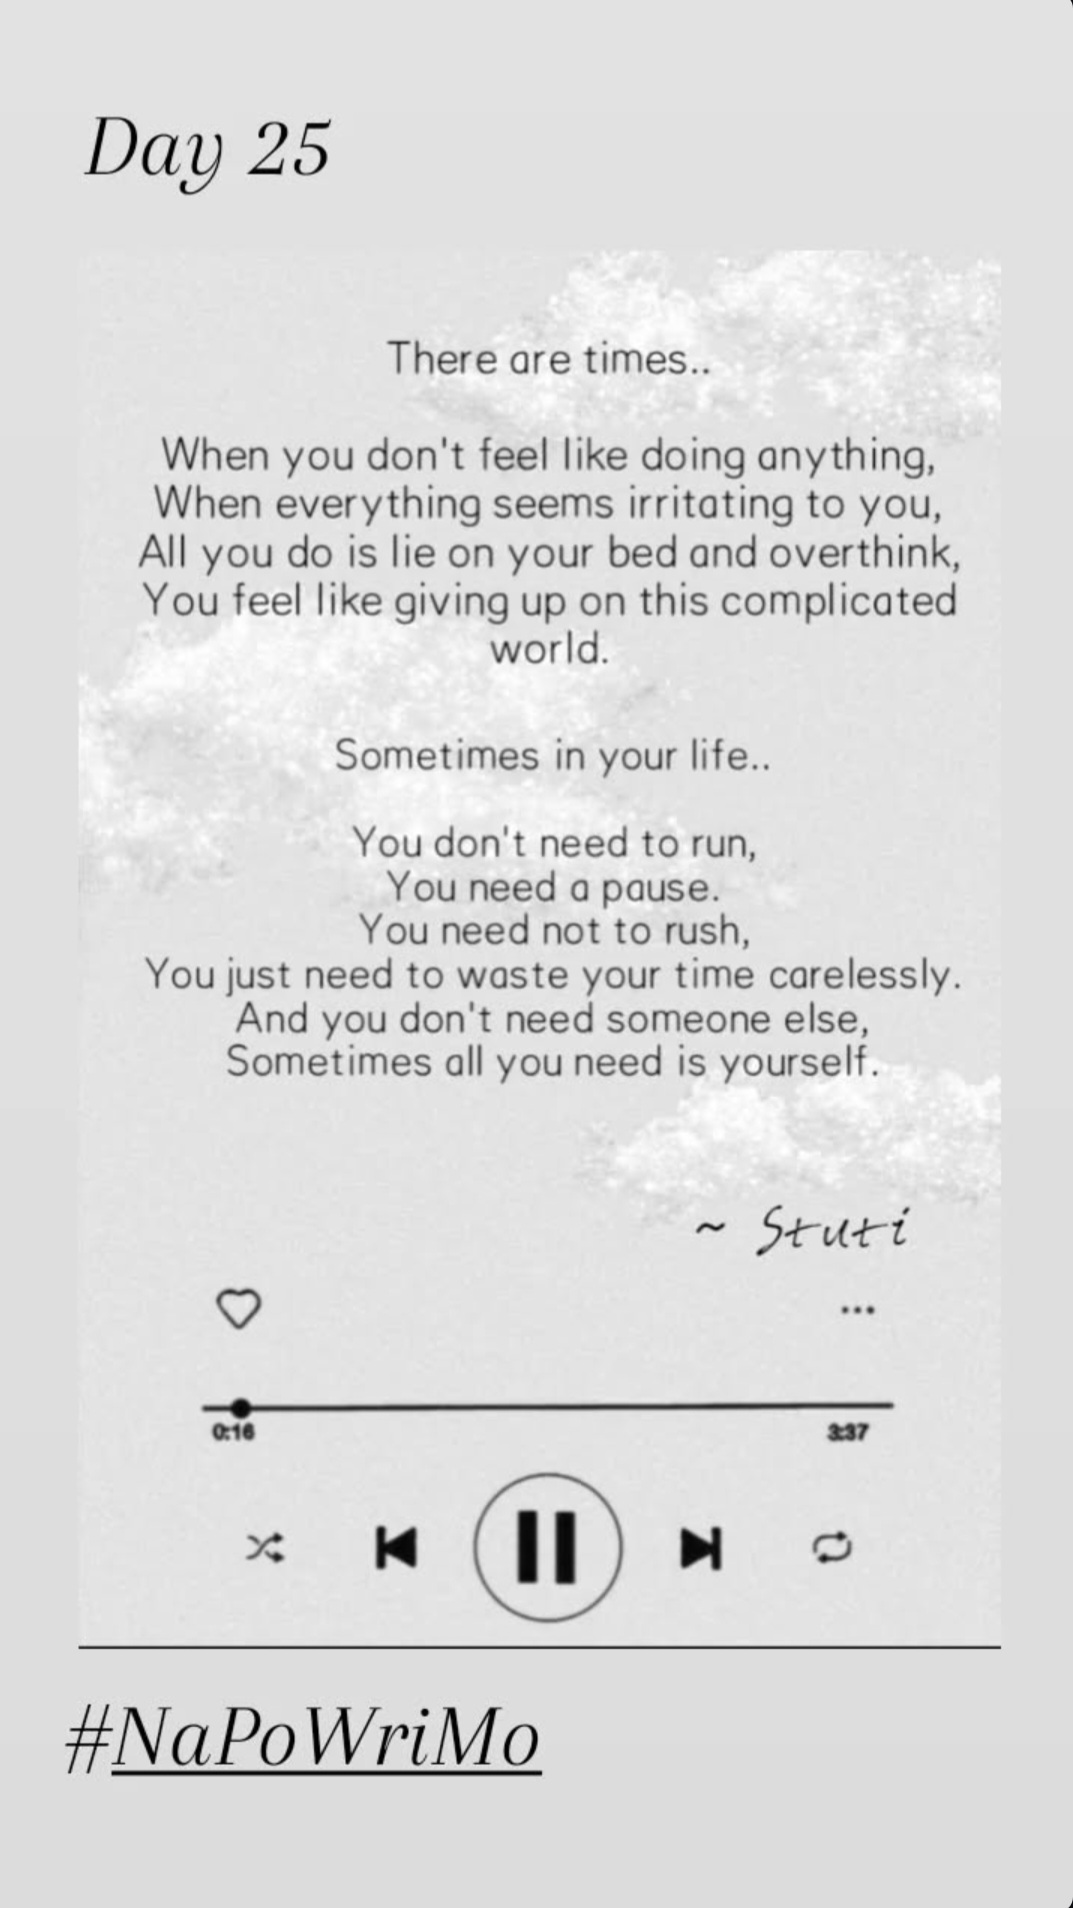 Day 25
There are times..
When you don't feel like doing anything,
When everything seems irritating to you,
All you do is lie on your bed and overthink,
You feel like giving up on this complicated
world.
Sometimes in your life..
You don't need to run,
You need a pause.
You need not to rush,
You just need to waste your time carelessly.
And you don't need someone else,
Sometimes all you need is yourself.
~ Stuti
0:16 3:37
#NaPoWriMo